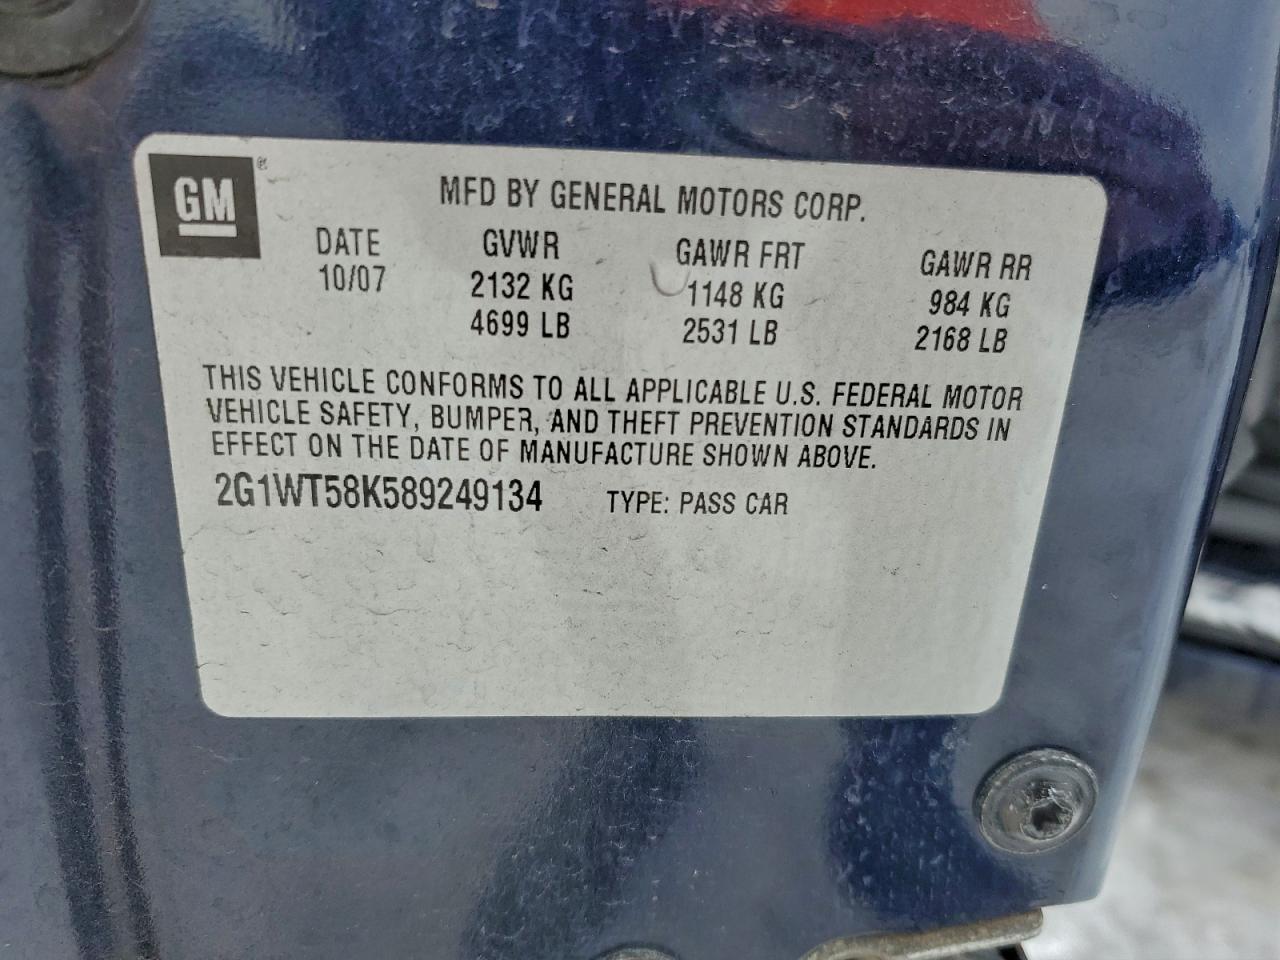 GM ®
MFD BY GENERAL MOTORS CORP.
DATE GVWR GAWR FRT GAWR RR
10/07 2132 KG 1148 KG 984 KG
4699 LB 2531 LB 2168 LB
THIS VEHICLE CONFORMS TO ALL APPLICABLE U.S. FEDERAL MOTOR
VEHICLE SAFETY, BUMPER, AND THEFT PREVENTION STANDARDS IN
EFFECT ON THE DATE OF MANUFACTURE SHOWN ABOVE.
2G1WT58K589249134 TYPE: PASS CAR